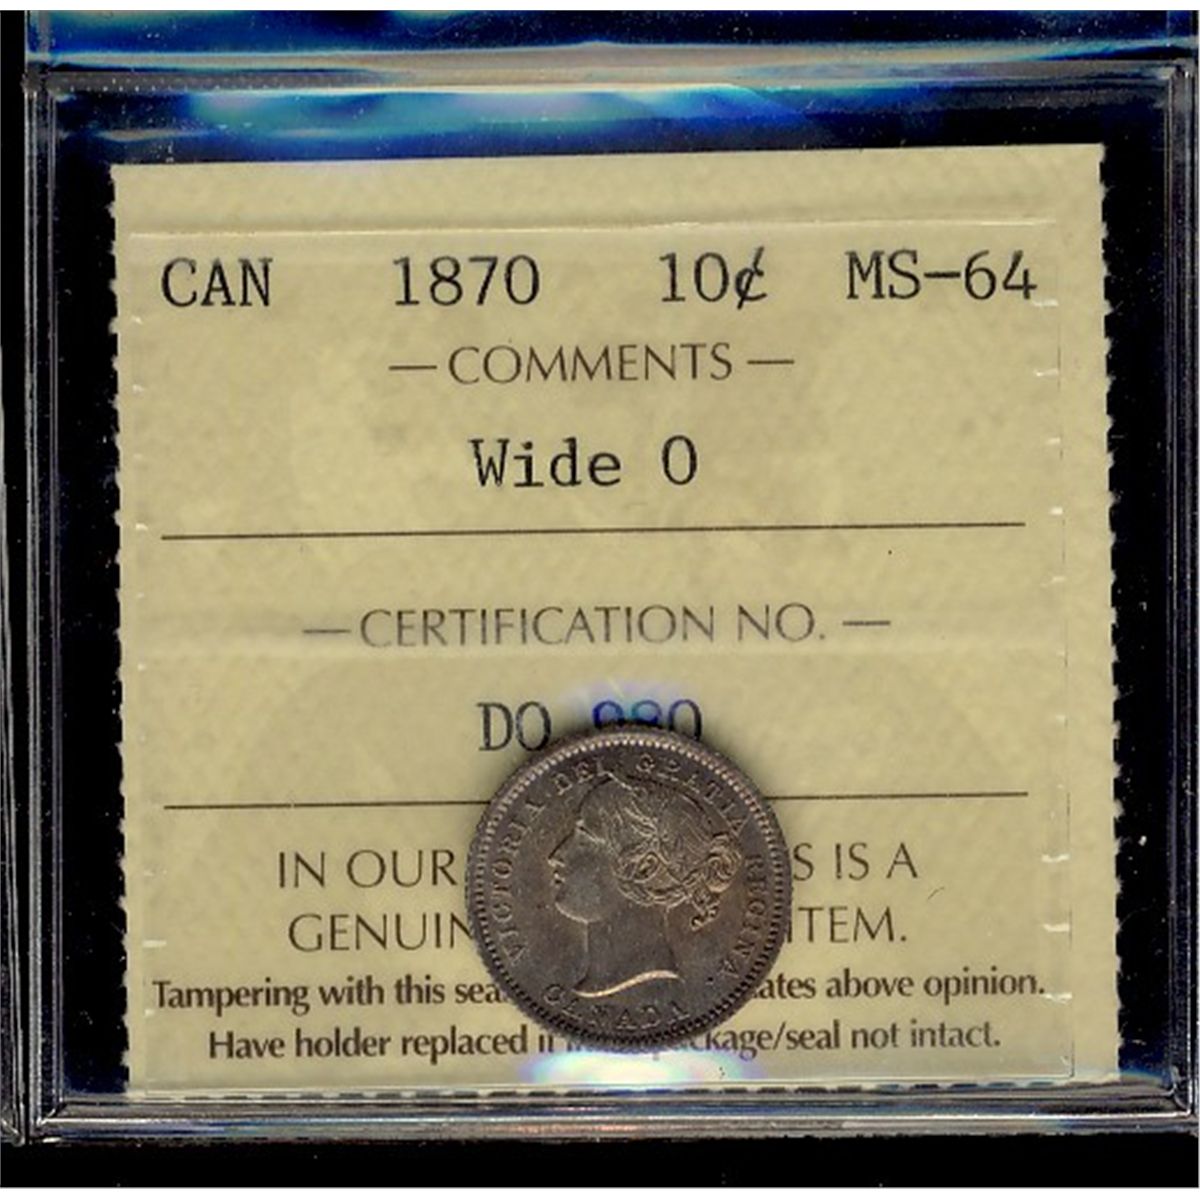 CAN 1870 10¢ MS-64
— COMMENTS —
Wide 0
— CERTIFICATION NO. —
DO
VICTORIA DEI GRATIA REGINA.
CANADA
IN OUR S IS A
GENUIN ITEM.
Tampering with this sea ates above opinion.
Have holder replaced kage/seal not intact.